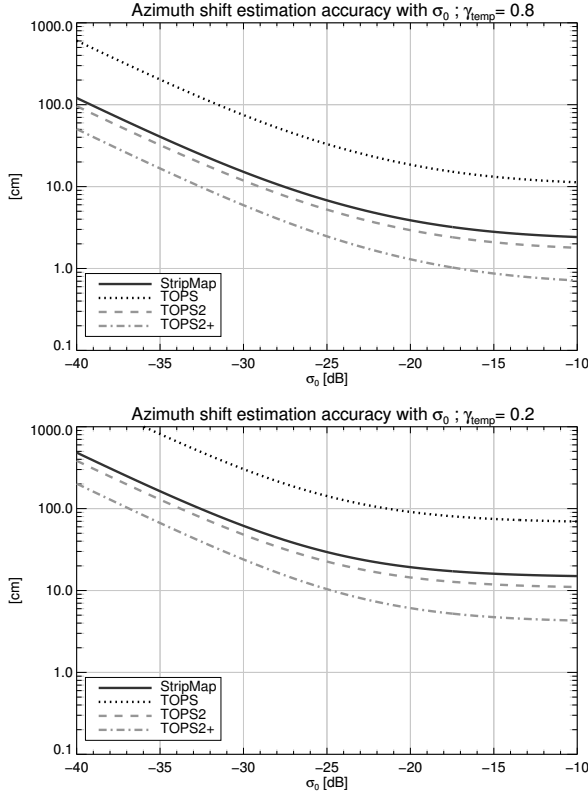 Azimuth shift estimation accuracy with σ₀ ; γtemp= 0.8
1000.0
100.0
10.0
1.0
0.1
[cm]
StripMap
TOPS
TOPS2
TOPS2+
−40 −35 −30 −25 −20 −15 −10
σ₀ [dB]
Azimuth shift estimation accuracy with σ₀ ; γtemp= 0.2
1000.0
100.0
10.0
1.0
0.1
[cm]
StripMap
TOPS
TOPS2
TOPS2+
−40 −35 −30 −25 −20 −15 −10
σ₀ [dB]